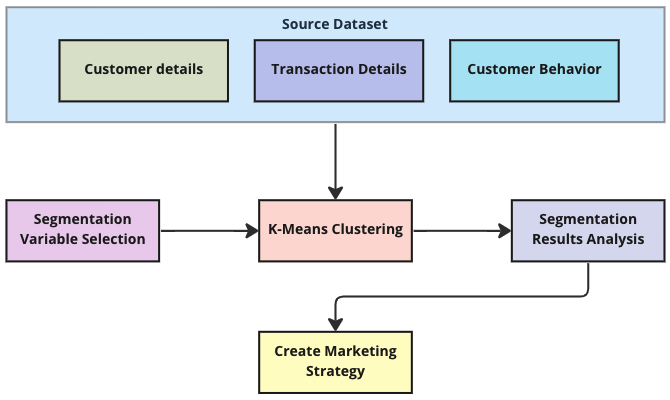 Source Dataset
Customer details
Transaction Details
Customer Behavior
Segmentation
Variable Selection
K-Means Clustering
Segmentation
Results Analysis
Create Marketing
Strategy